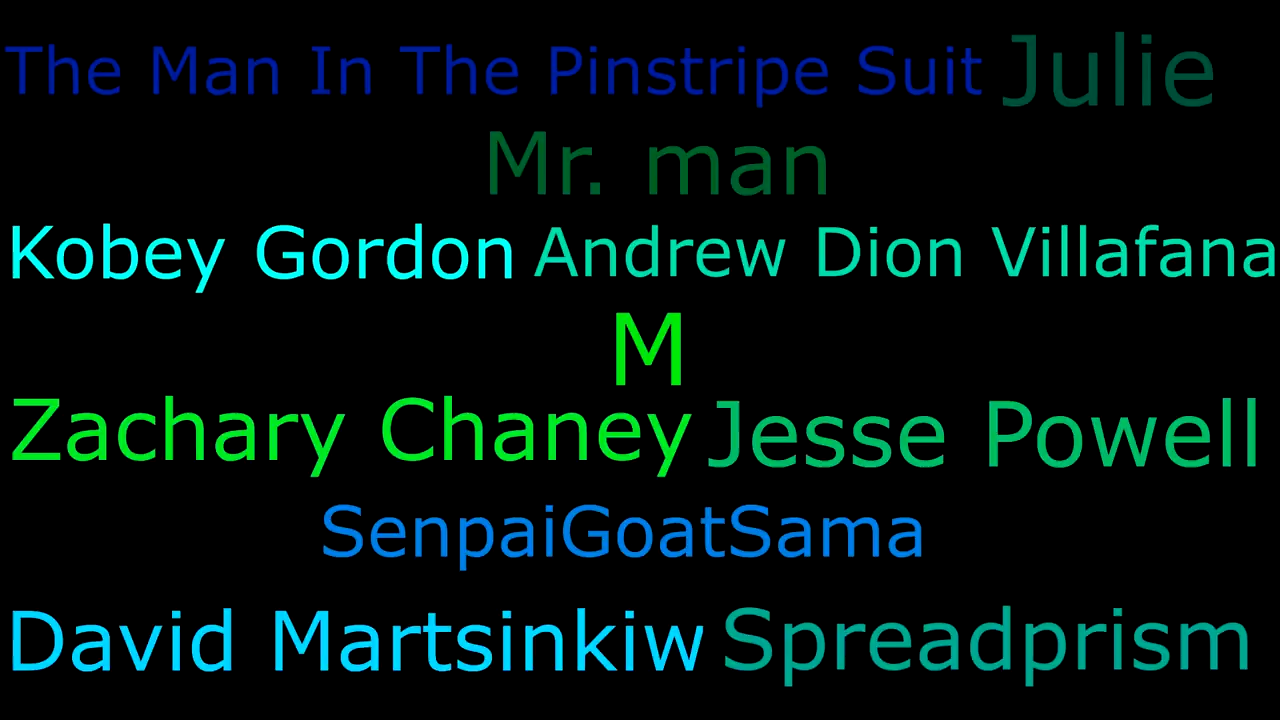 The Man In The Pinstripe Suit Julie
Mr. man
Kobey Gordon Andrew Dion Villafana
M
Zachary Chaney Jesse Powell
SenpaiGoatSama
David Martsinkiw Spreadprism